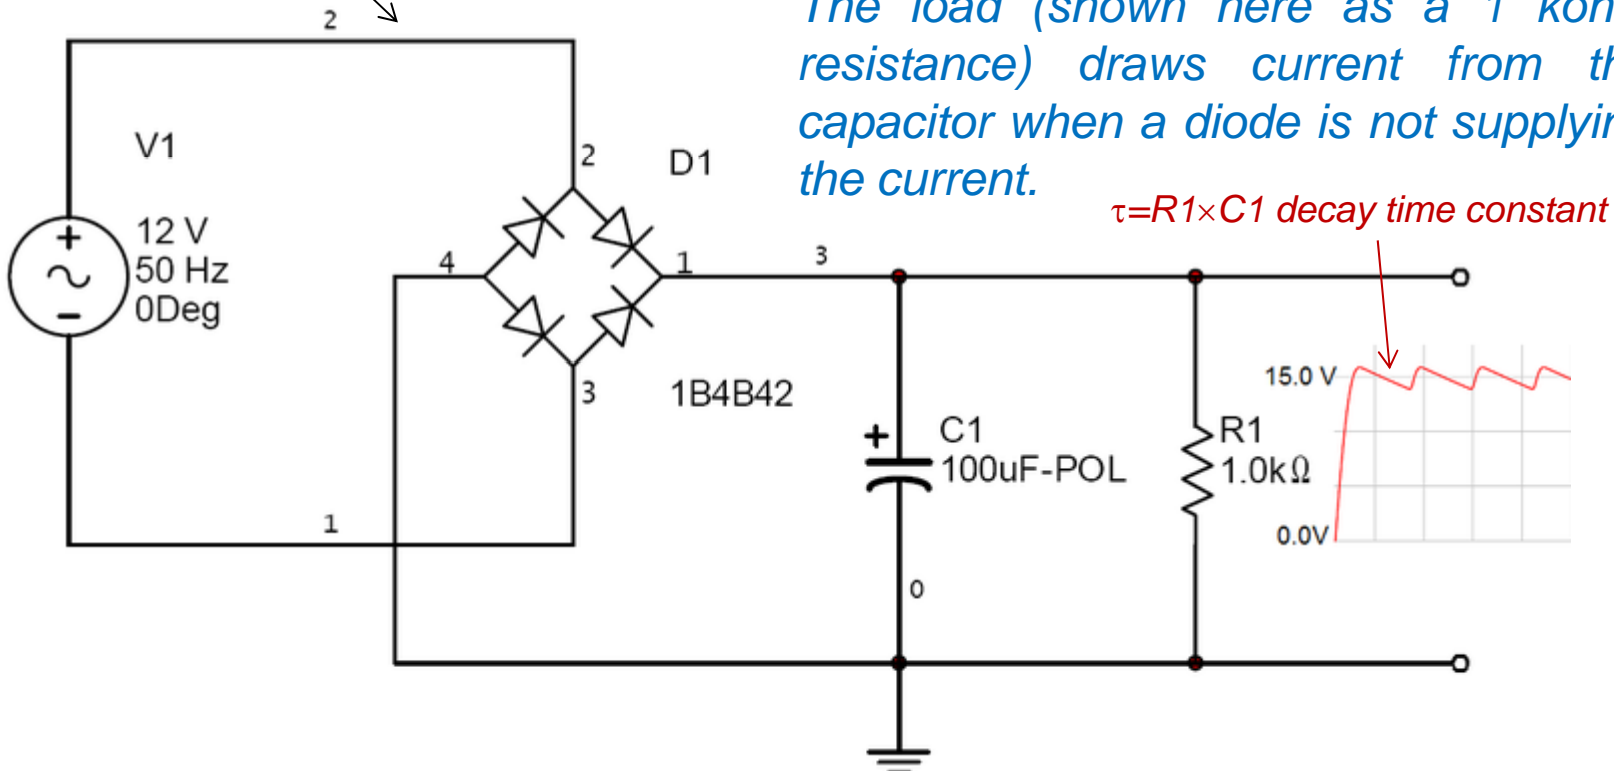 The load (shown here as a 1 koh
resistance) draws current from th
capacitor when a diode is not supplyin
the current.
τ=R1×C1 decay time constant
2
V1
12 V
50 Hz
0Deg
2
D1
4
1
3
3
1B4B42
1
C1
100uF-POL
R1
1.0kΩ
15.0 V
0.0V
0